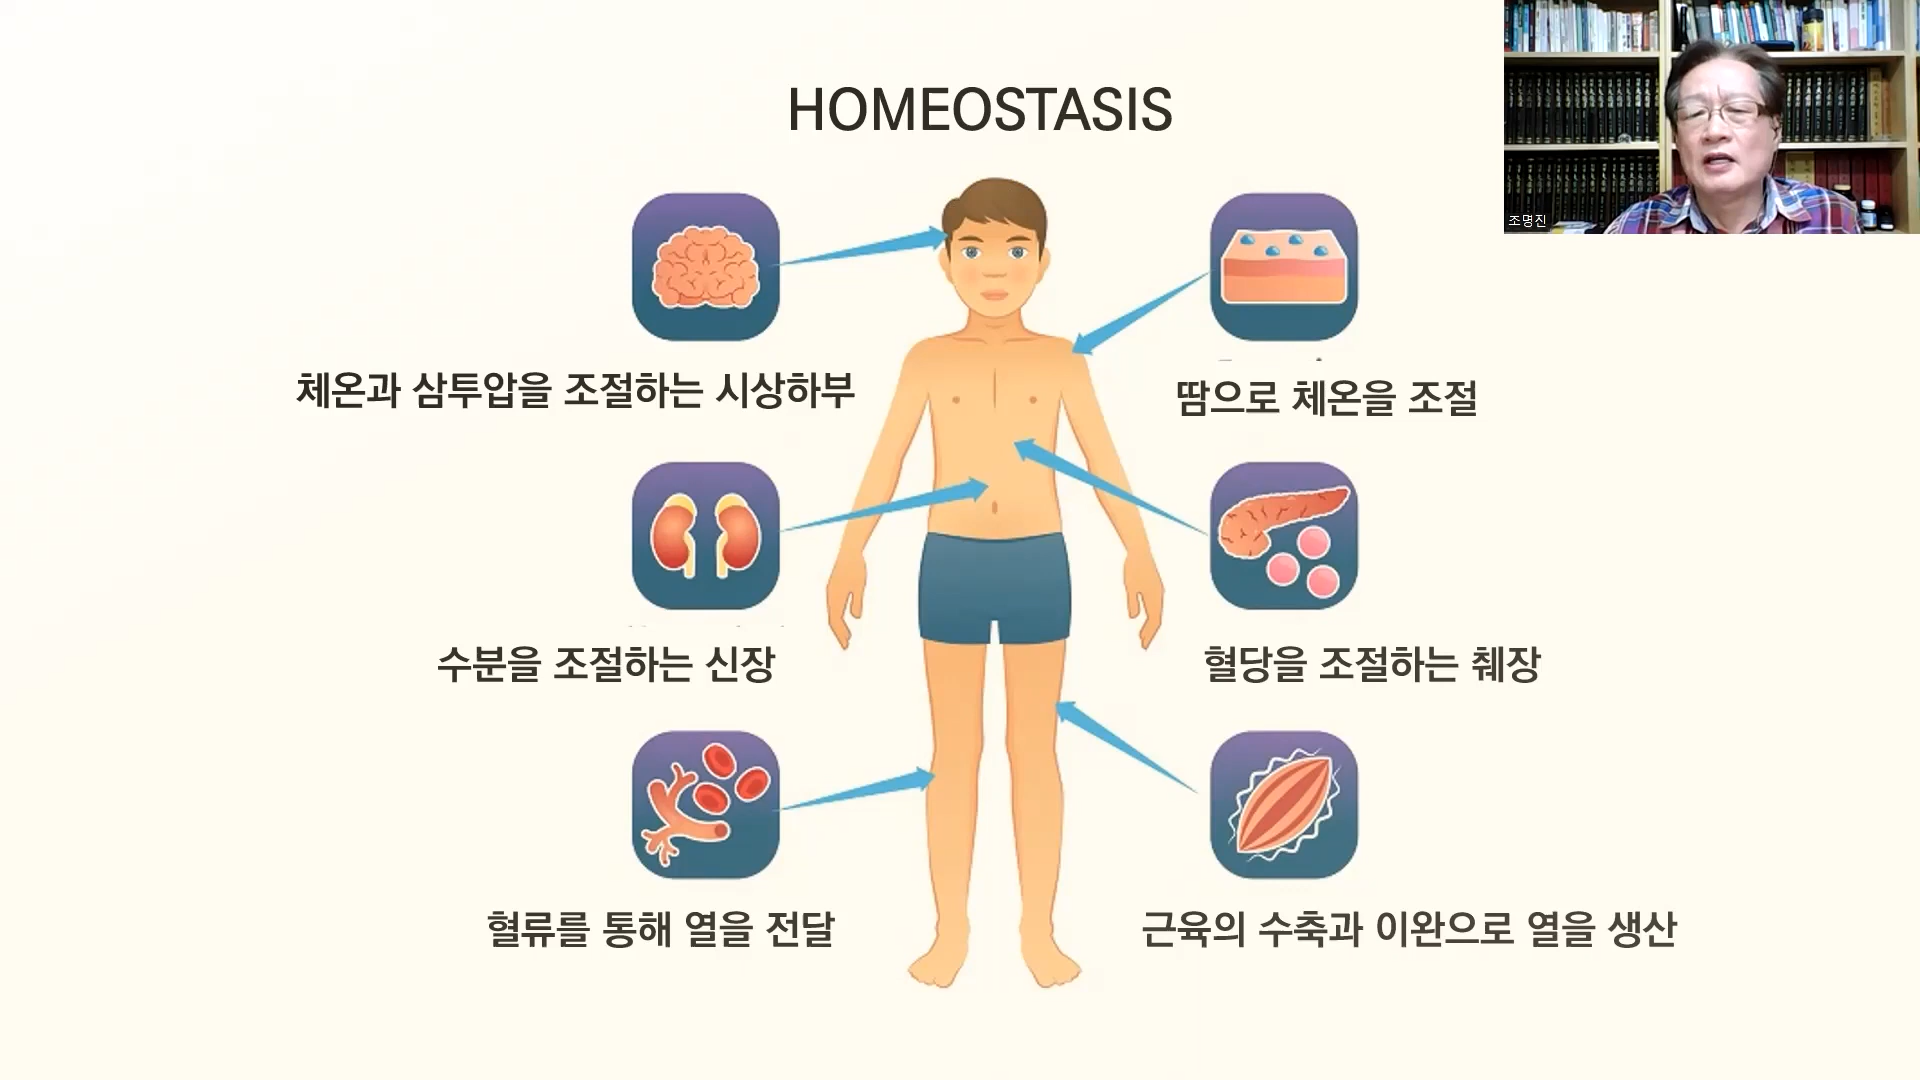 HOMEOSTASIS
조명진
체온과 삼투압을 조절하는 시상하부
땀으로 체온을 조절
수분을 조절하는 신장
혈당을 조절하는 췌장
혈류를 통해 열을 전달
근육의 수축과 이완으로 열을 생산